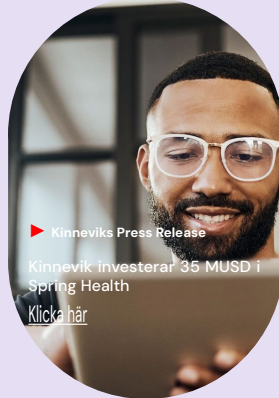 Kinneviks Press Release
Kinnevik investerar 35 MUSD i
Spring Health
Klicka här